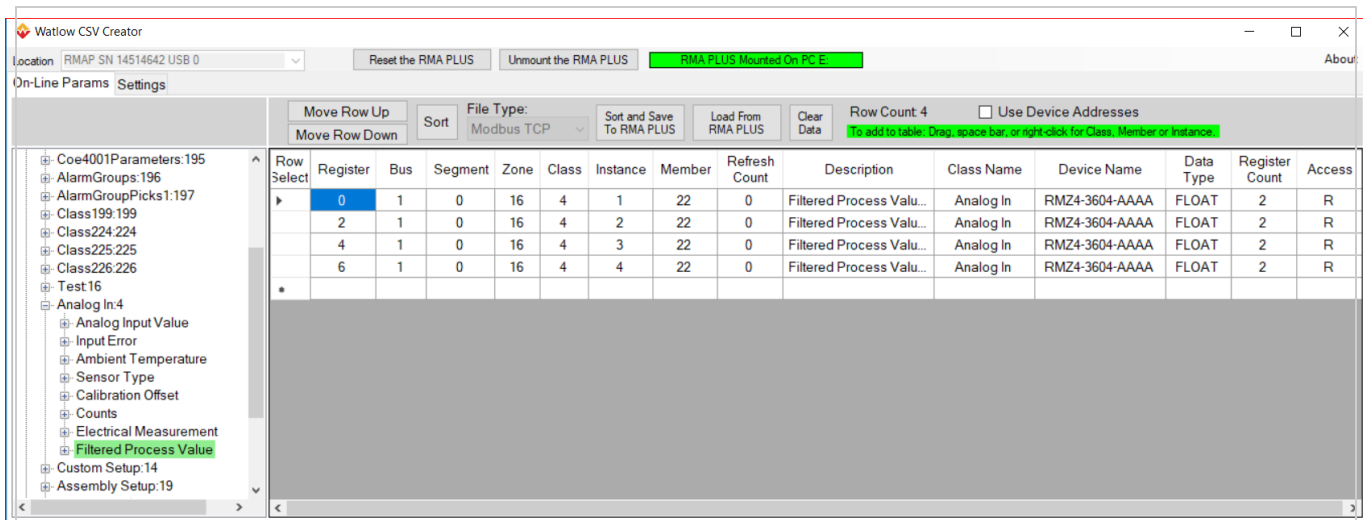 Watlow CSV Creator
Location RMAP SN 14514642 USB 0 Reset the RMA PLUS Unmount the RMA PLUS RMA PLUS Mounted On PC E: About
On-Line Params Settings
Move Row Up
Move Row Down
Sort
File Type:
Modbus TCP
Sort and Save
To RMA PLUS
Load From
RMA PLUS
Clear
Data
Row Count: 4 Use Device Addresses
To add to table: Drag, space bar, or right-click for Class, Member or Instance.
Coe4001Parameters:195
AlarmGroups:196
AlarmGroupPicks1:197
Class199:199
Class224:224
Class225:225
Class226:226
Test:16
Analog In:4
Analog Input Value
Input Error
Ambient Temperature
Sensor Type
Calibration Offset
Counts
Electrical Measurement
Filtered Process Value
Custom Setup:14
Assembly Setup:19
Row Select Register Bus Segment Zone Class Instance Member Refresh Count Description Class Name Device Name Data Type Register Count Access
0 1 0 16 4 1 22 0 Filtered Process Valu... Analog In RMZ4-3604-AAAA FLOAT 2 R
2 1 0 16 4 2 22 0 Filtered Process Valu... Analog In RMZ4-3604-AAAA FLOAT 2 R
4 1 0 16 4 3 22 0 Filtered Process Valu... Analog In RMZ4-3604-AAAA FLOAT 2 R
6 1 0 16 4 4 22 0 Filtered Process Valu... Analog In RMZ4-3604-AAAA FLOAT 2 R